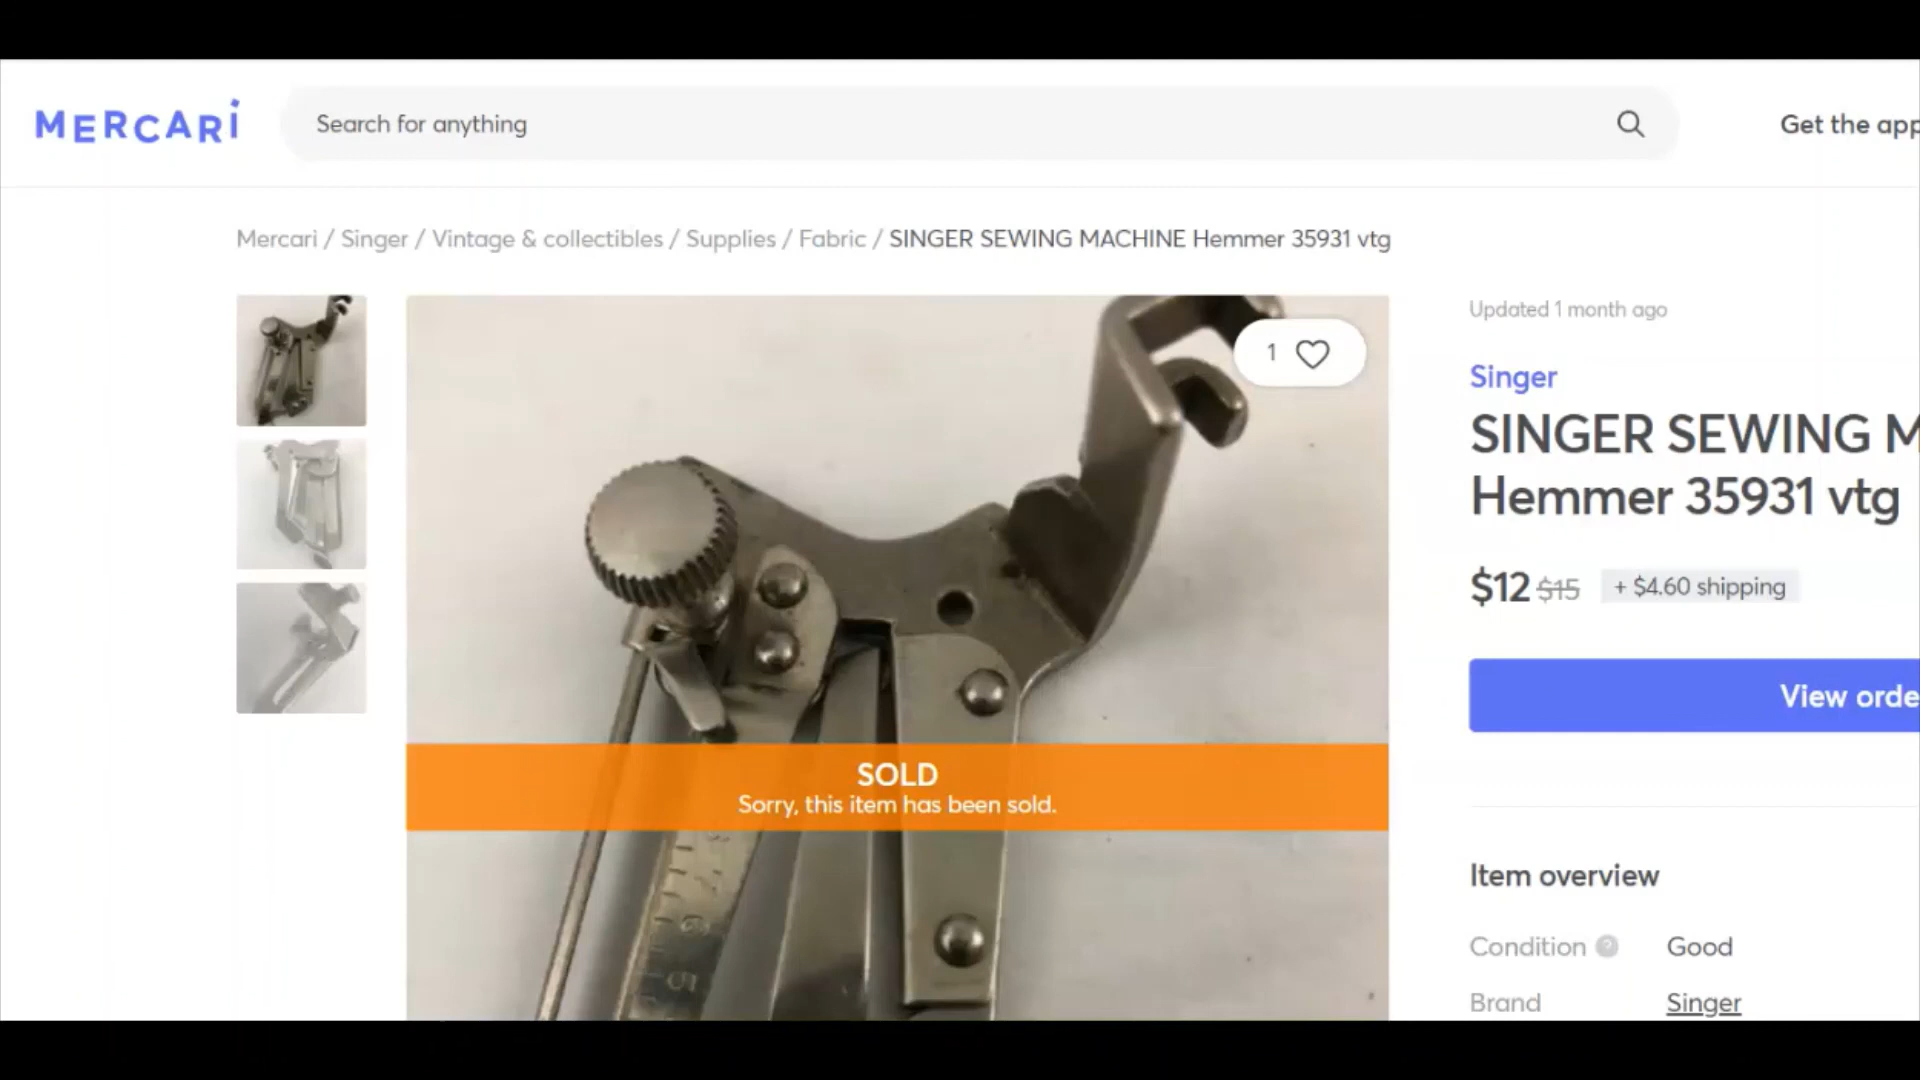 MERCARI
Search for anything
Get the app
Mercari / Singer / Vintage & collectibles / Supplies / Fabric / SINGER SEWING MACHINE Hemmer 35931 vtg
1
Updated 1 month ago
Singer
SINGER SEWING M
Hemmer 35931 vtg
$12 $15 + $4.60 shipping
View orde
SOLD
Sorry, this item has been sold.
Item overview
Condition ? Good
Brand Singer
6
5